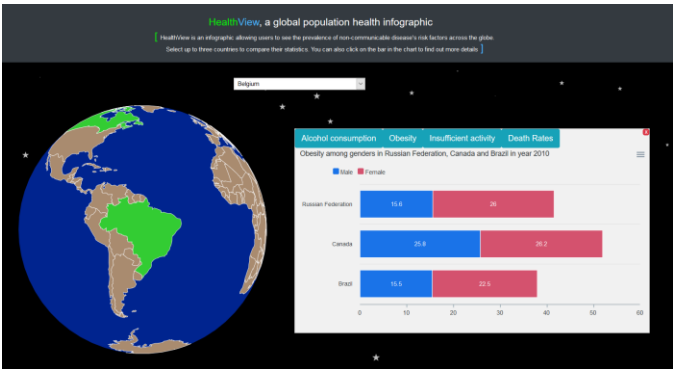 HealthView, a global population health infographic
[ HealthView is an infographic allowing users to see the prevalence of non-communicable disease's risk factors across the globe.
Select up to three countries to compare their statistics. You can also click on the bar in the chart to find out more details ]
Belgium
x
Alcohol consumption Obesity Insufficient activity Death Rates
Obesity among genders in Russian Federation, Canada and Brazil in year 2010
Male Female
Russian Federation 15.6 26
Canada 25.8 26.2
Brazil 15.5 22.5
0 10 20 30 40 50 60